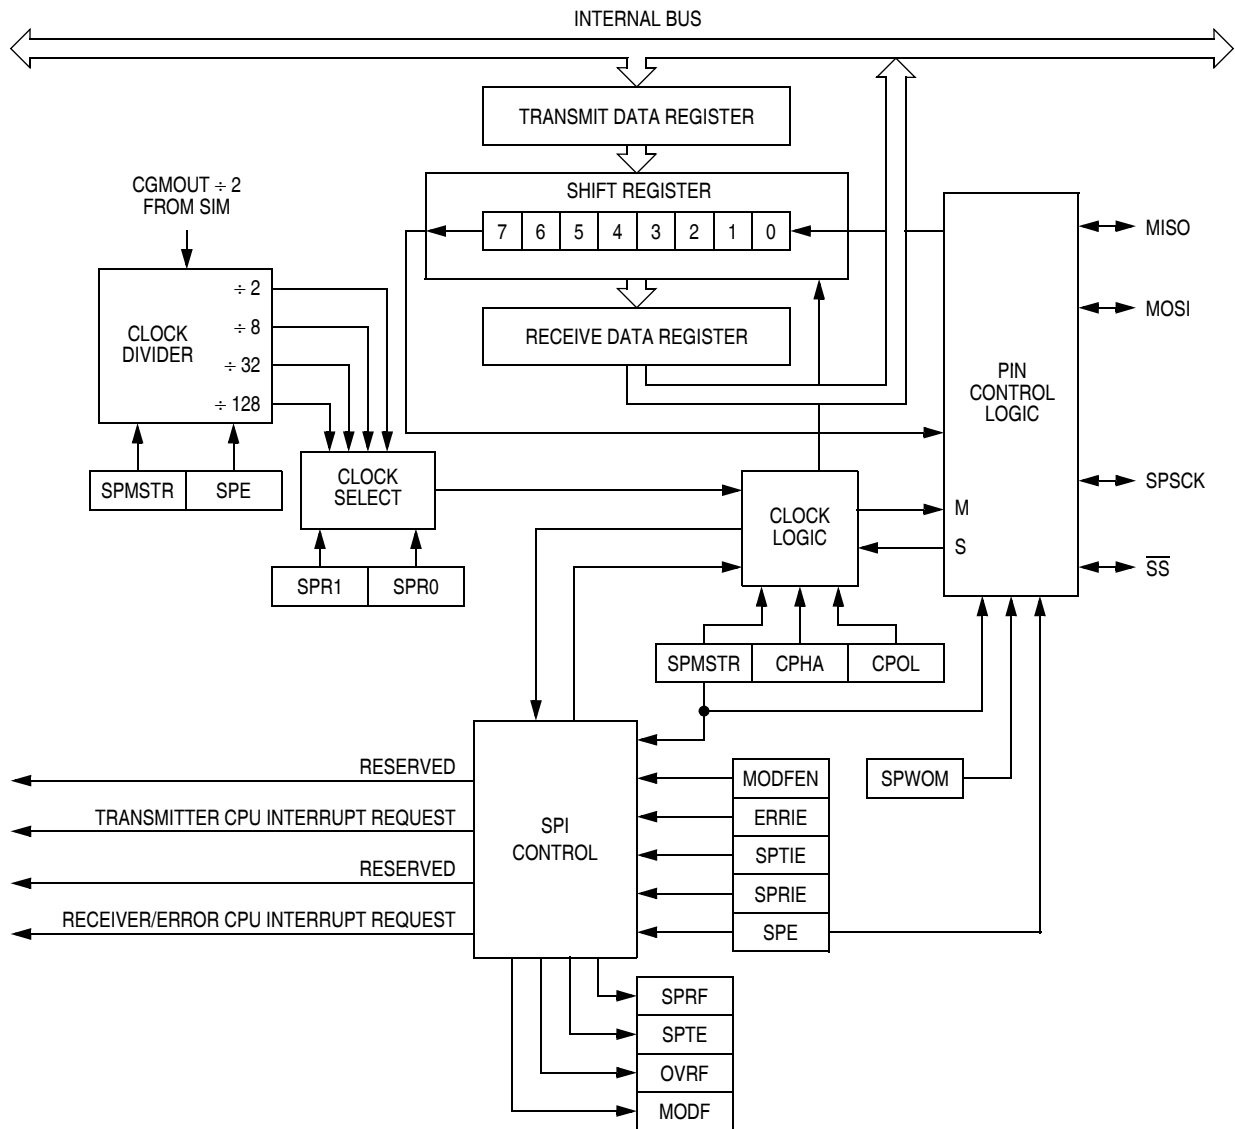 INTERNAL BUS
TRANSMIT DATA REGISTER
CGMOUT ÷ 2
FROM SIM
SHIFT REGISTER
7 6 5 4 3 2 1 0
MISO
÷ 2
CLOCK
DIVIDER
÷ 8
÷ 32
÷ 128
RECEIVE DATA REGISTER
MOSI
PIN
CONTROL
LOGIC
SPMSTR SPE
CLOCK
SELECT
SPR1 SPR0
CLOCK
LOGIC
M
S
SPSCK
SS
SPMSTR CPHA CPOL
RESERVED
TRANSMITTER CPU INTERRUPT REQUEST
RESERVED
RECEIVER/ERROR CPU INTERRUPT REQUEST
SPI
CONTROL
MODFEN
ERRIE
SPTIE
SPRIE
SPE
SPWOM
SPRF
SPTE
OVRF
MODF